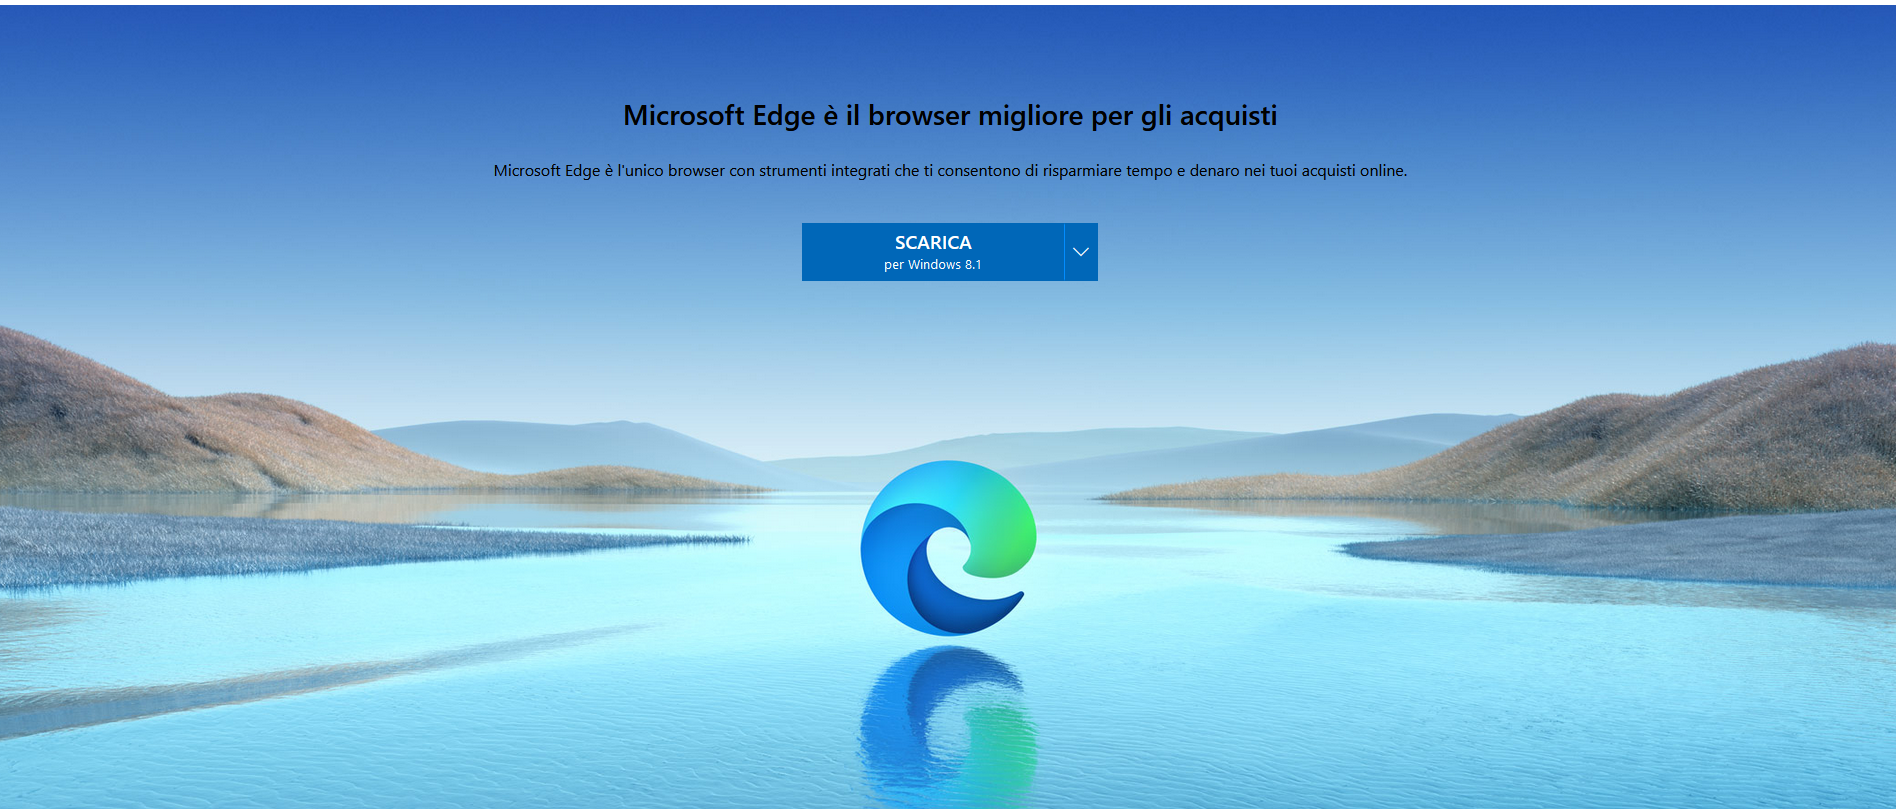 Microsoft Edge è il browser migliore per gli acquisti
Microsoft Edge è l'unico browser con strumenti integrati che ti consentono di risparmiare tempo e denaro nei tuoi acquisti online.
SCARICA
per Windows 8.1